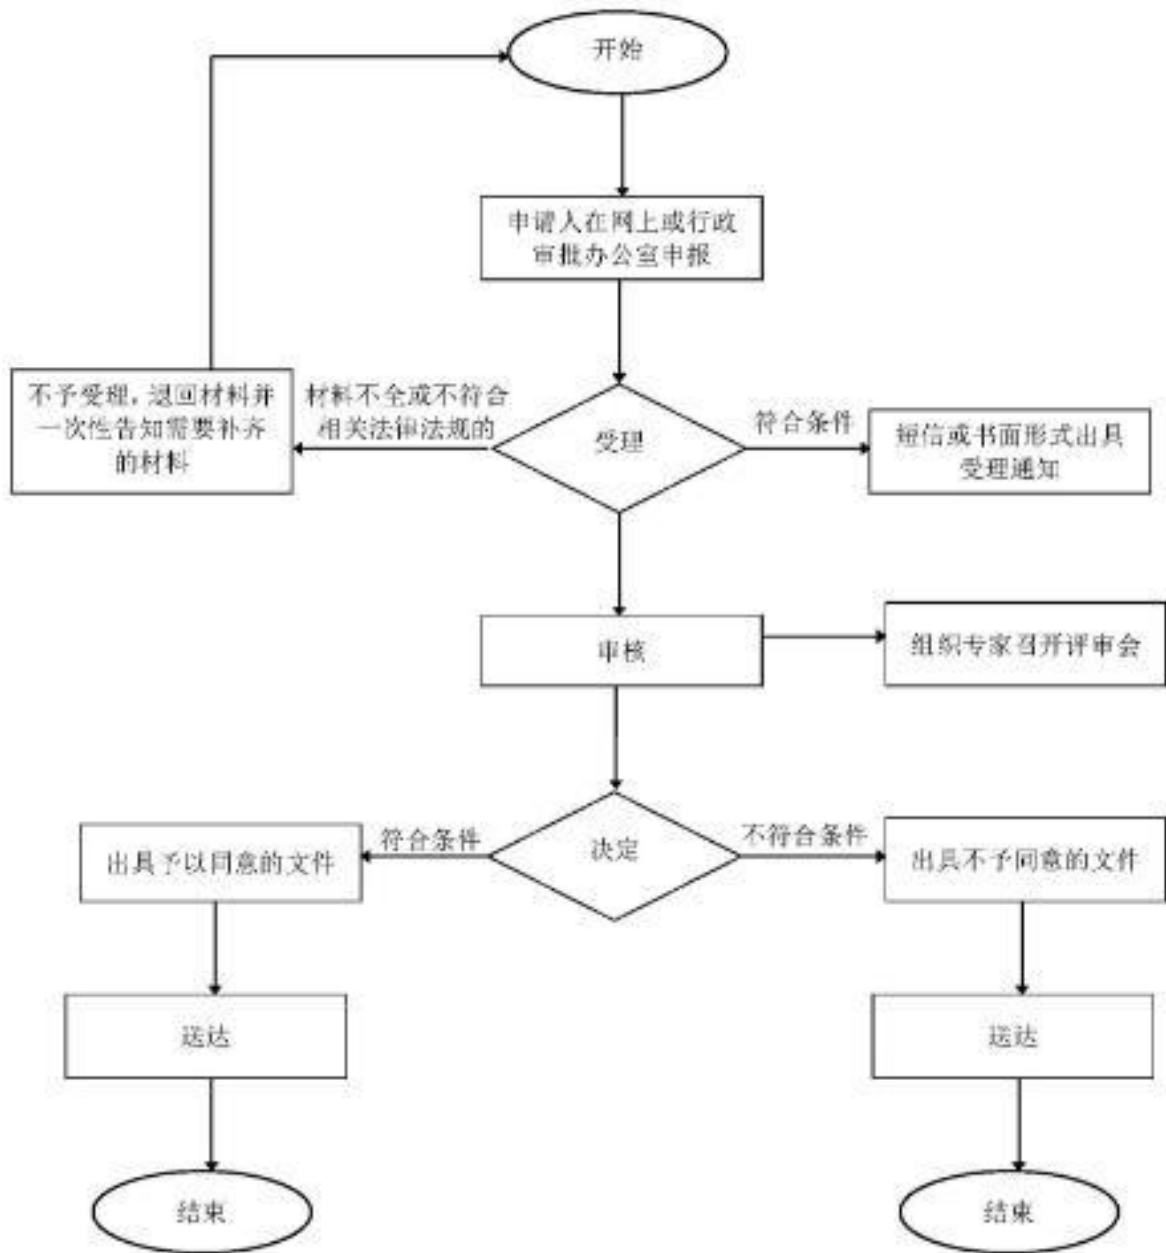 开始
申请人在网上或行政
审批办公室申报
不予受理，退回材料并
一次性告知需要补齐
的材料
材料不全或不符合
相关法律法规的
受理
符合条件
短信或书面形式出具
受理通知
审核
组织专家召开评审会
出具予以同意的文件
符合条件
决定
不符合条件
出具不予同意的文件
送达
送达
结束
结束